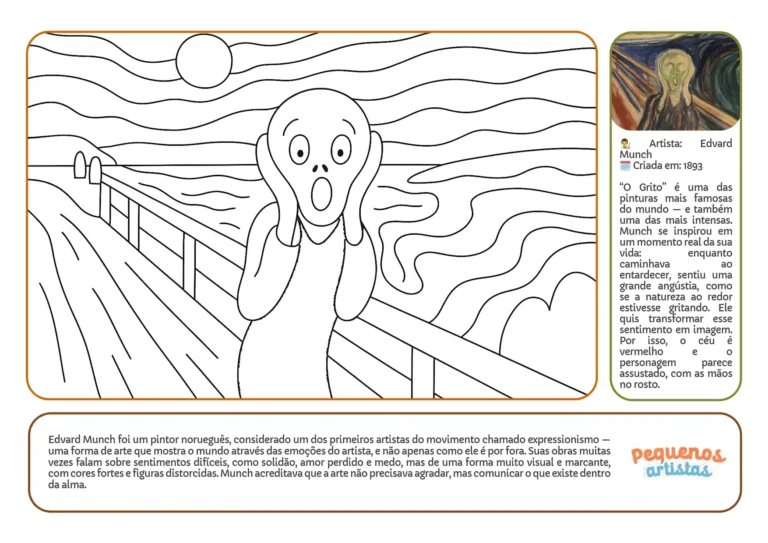 Artista: Edvard
Munch
Criada em: 1893
“O Grito” é uma das
pinturas mais famosas
do mundo — e também
uma das mais intensas.
Munch se inspirou em
um momento real da sua
vida: enquanto
caminhava ao
entardecer, sentiu uma
grande angústia, como
se a natureza ao redor
estivesse gritando. Ele
quis transformar esse
sentimento em imagem.
Por isso, o céu é
vermelho e o
personagem parece
assustado, com as mãos
no rosto.
Edvard Munch foi um pintor norueguês, considerado um dos primeiros artistas do movimento chamado expressionismo —
uma forma de arte que mostra o mundo através das emoções do artista, e não apenas como ele é por fora. Suas obras muitas
vezes falam sobre sentimentos difíceis, como solidão, amor perdido e medo, mas de uma forma muito visual e marcante,
com cores fortes e figuras distorcidas. Munch acreditava que a arte não precisava agradar, mas comunicar o que existe dentro
da alma.
pequenos
artistas